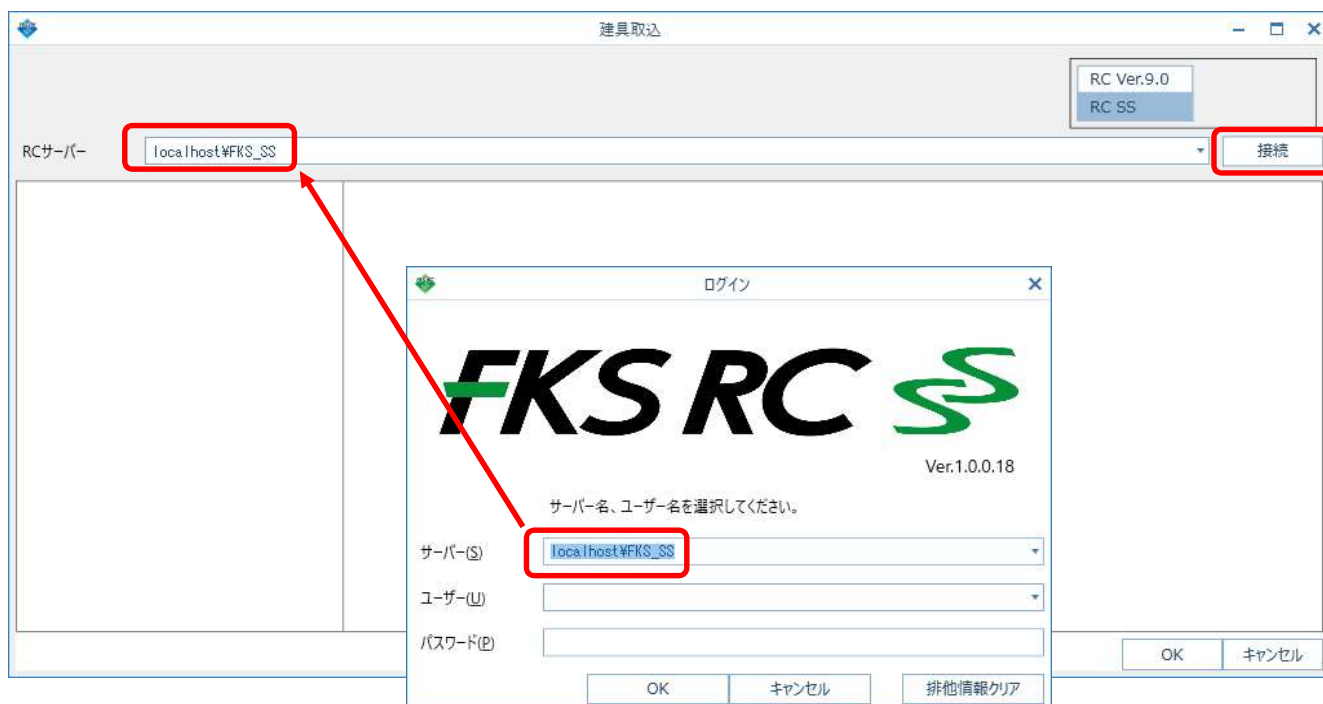 建具取込
RC Ver.9.0
RC SS
RCサーバー
localhost¥FKS_SS
接続
ログイン
FKS RC SS
Ver.1.0.0.18
サーバー名、ユーザー名を選択してください。
サーバー(S)
localhost¥FKS_SS
ユーザー(U)
パスワード(P)
OK
キャンセル
OK
キャンセル
排他情報クリア